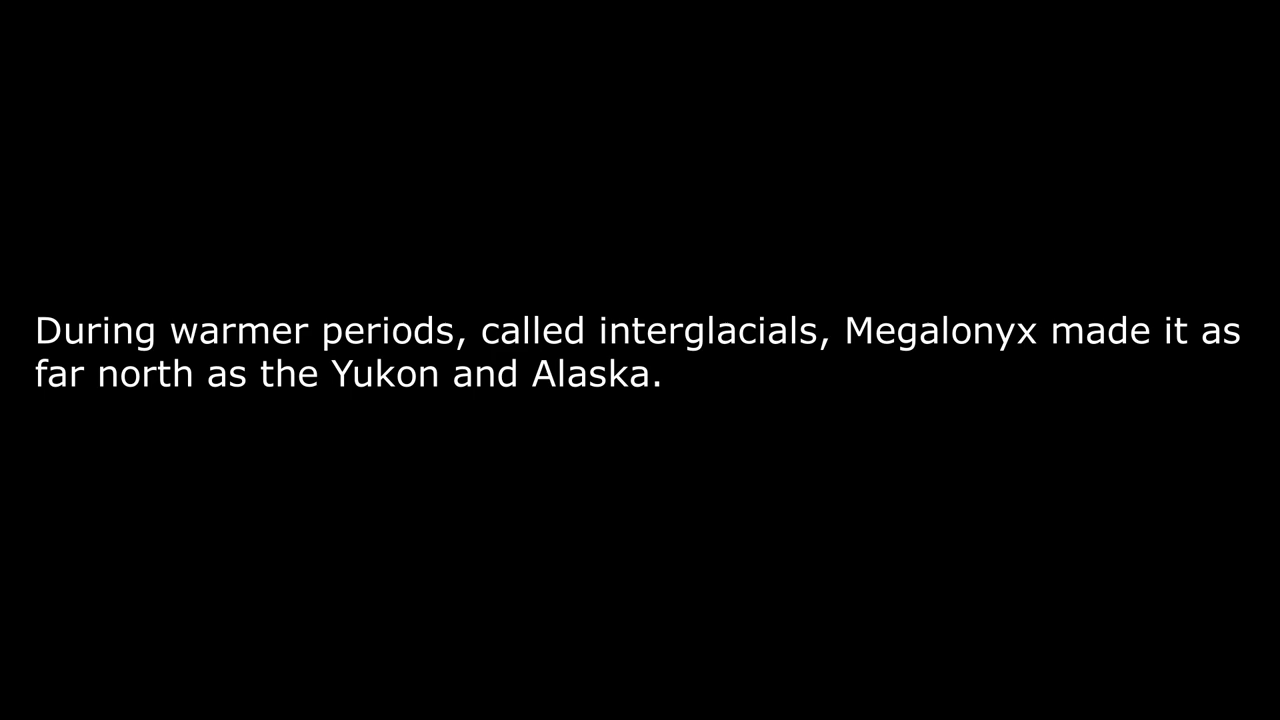 During warmer periods, called interglacials, Megalonyx made it as
far north as the Yukon and Alaska.